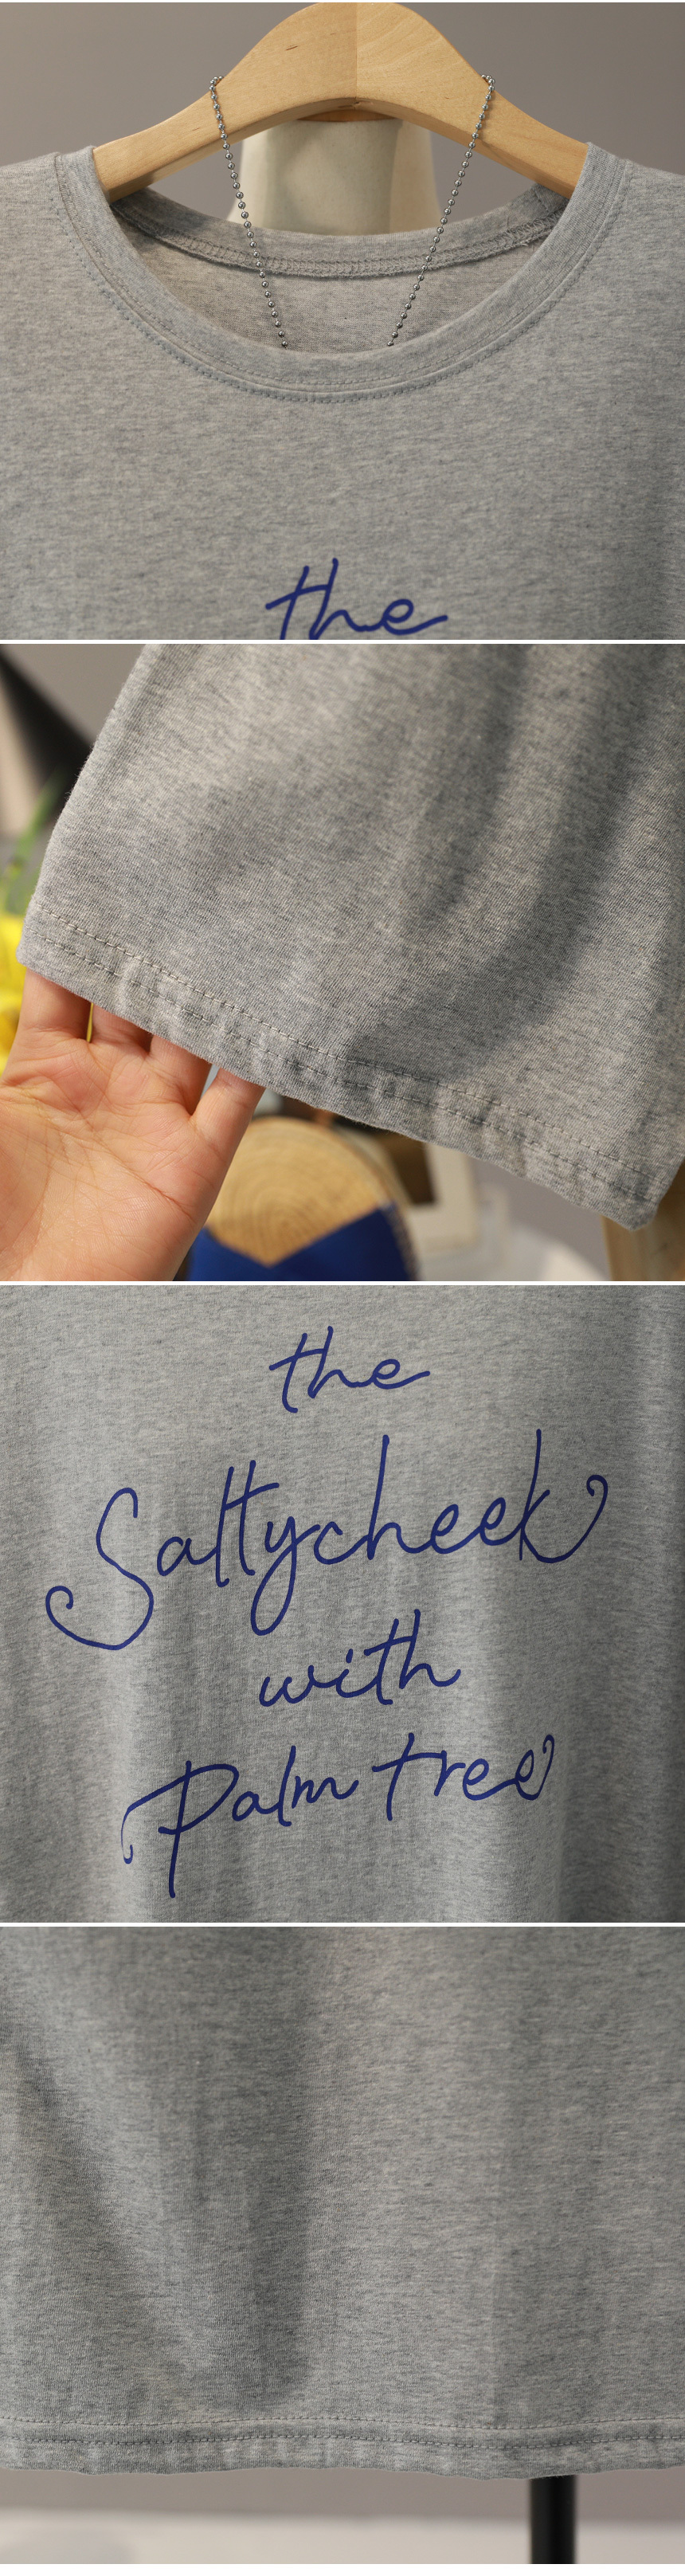 the
the
Saltycheek
with
Palm tree